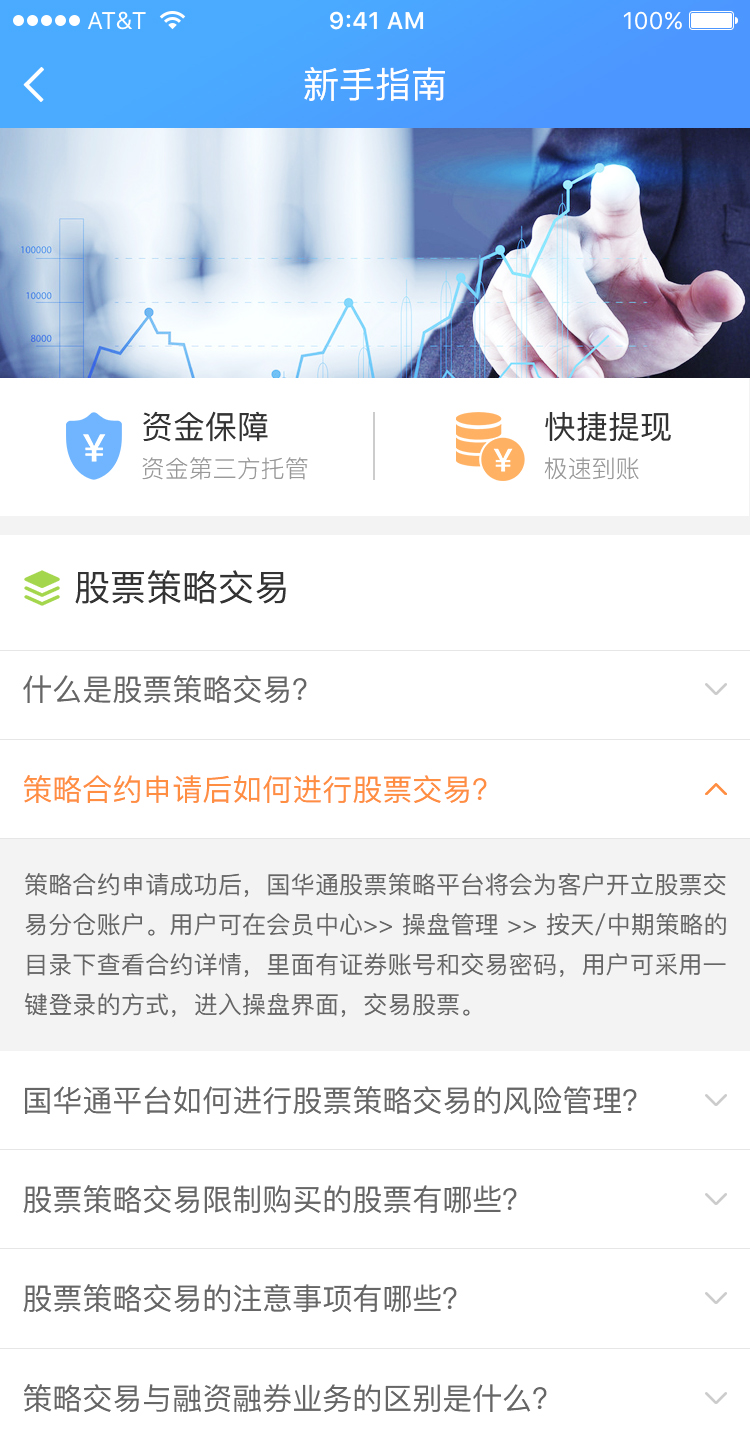 AT&T 9:41 AM 100%
新手指南
100000
10000
8000
资金保障
资金第三方托管
快捷提现
极速到账
股票策略交易
什么是股票策略交易?
策略合约申请后如何进行股票交易?
策略合约申请成功后，国华通股票策略平台将会为客户开立股票交
易分仓账户。用户可在会员中心>> 操盘管理 >> 按天/中期策略的
目录下查看合约详情，里面有证券账号和交易密码，用户可采用一
键登录的方式，进入操盘界面，交易股票。
国华通平台如何进行股票策略交易的风险管理?
股票策略交易限制购买的股票有哪些?
股票策略交易的注意事项有哪些?
策略交易与融资融券业务的区别是什么?